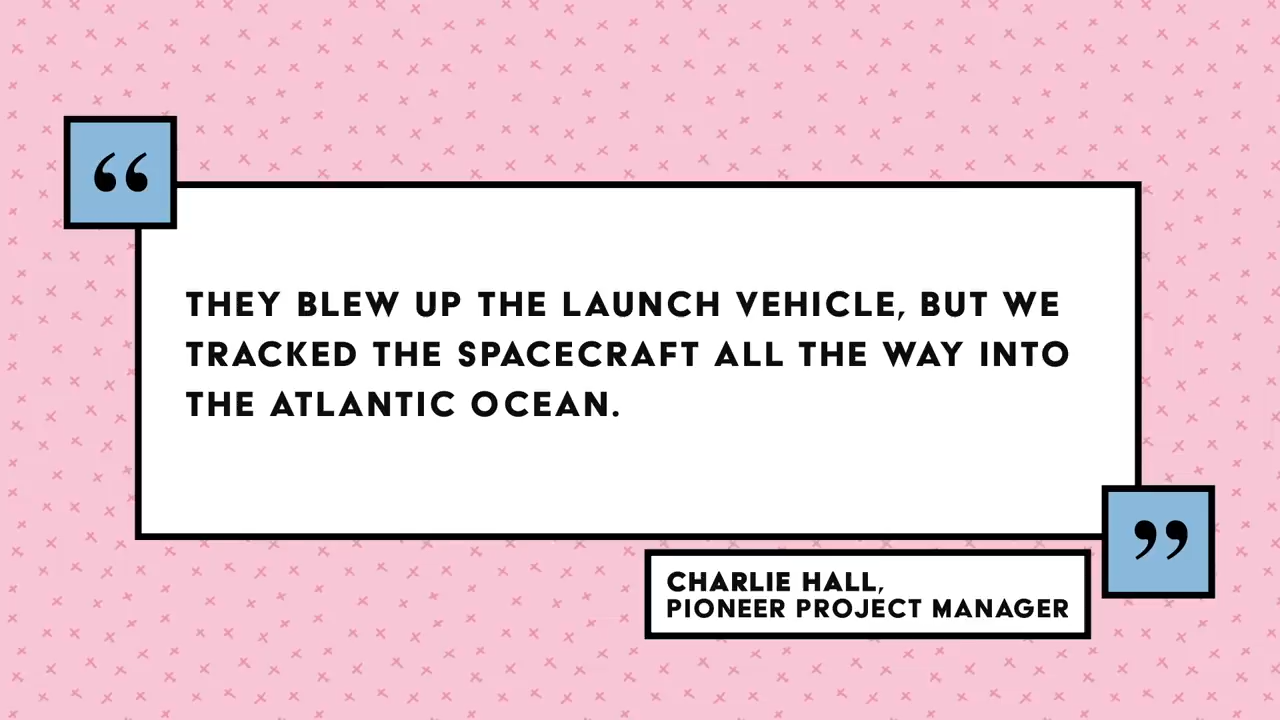 “
THEY BLEW UP THE LAUNCH VEHICLE, BUT WE
TRACKED THE SPACECRAFT ALL THE WAY INTO
THE ATLANTIC OCEAN.
”
CHARLIE HALL,
PIONEER PROJECT MANAGER